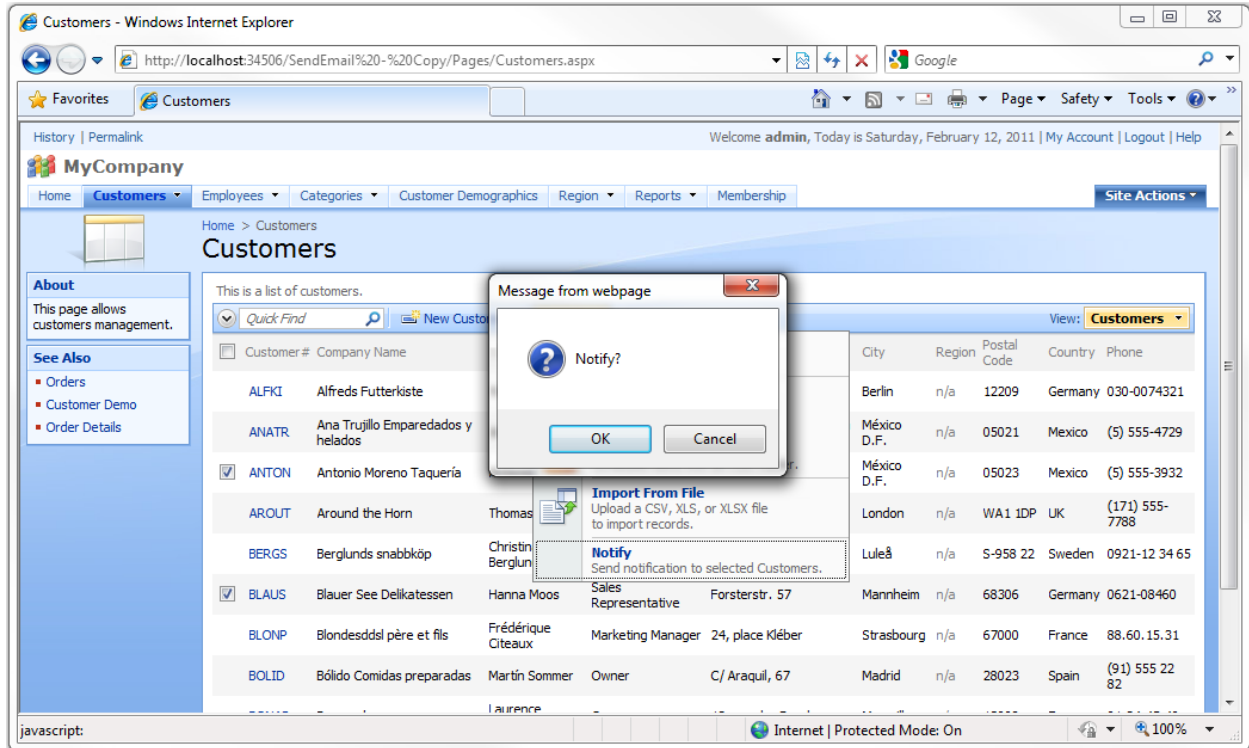 Customers - Windows Internet Explorer
http://localhost:34506/SendEmail%20-%20Copy/Pages/Customers.aspx
Google
Favorites
Customers
Page
Safety
Tools
History | Permalink
Welcome admin, Today is Saturday, February 12, 2011 | My Account | Logout | Help
MyCompany
Home Customers Employees Categories Customer Demographics Region Reports Membership Site Actions
Home > Customers
Customers
About
This page allows
customers management.
See Also
Orders
Customer Demo
Order Details
This is a list of customers.
Quick Find New Custo View: Customers
Customer# Company Name City Region Postal Code Country Phone
ALFKI Alfreds Futterkiste Berlin n/a 12209 Germany 030-0074321
ANATR Ana Trujillo Emparedados y helados México D.F. n/a 05021 Mexico (5) 555-4729
ANTON Antonio Moreno Taquería México D.F. n/a 05023 Mexico (5) 555-3932
AROUT Around the Horn Thomas London n/a WA1 1DP UK (171) 555-7788
BERGS Berglunds snabbköp Christin Berglun Luleå n/a S-958 22 Sweden 0921-12 34 65
BLAUS Blauer See Delikatessen Hanna Moos Sales Representative Forsterstr. 57 Mannheim n/a 68306 Germany 0621-08460
BLONP Blondesddsl père et fils Frédérique Citeaux Marketing Manager 24, place Kléber Strasbourg n/a 67000 France 88.60.15.31
BOLID Bólido Comidas preparadas Martín Sommer Owner C/ Araquil, 67 Madrid n/a 28023 Spain (91) 555 22 82
Laurence
Message from webpage
Notify?
OK Cancel
Import From File
Upload a CSV, XLS, or XLSX file
to import records.
Notify
Send notification to selected Customers.
javascript:
Internet | Protected Mode: On
100%